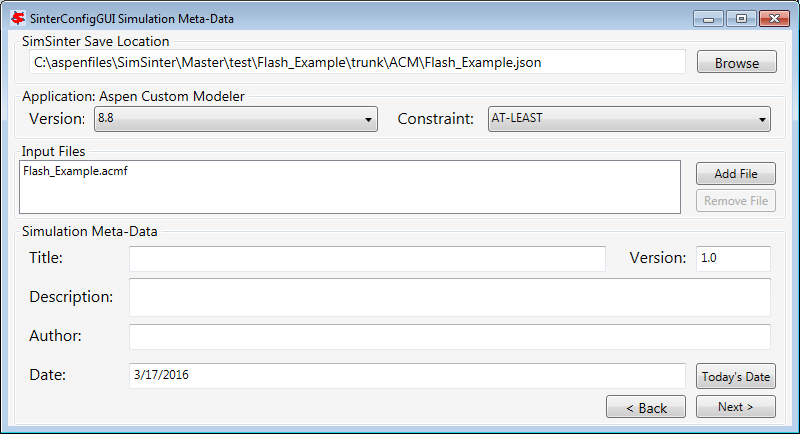 SinterConfigGUI Simulation Meta-Data
SimSinter Save Location
C:\aspenfiles\SimSinter\Master\test\Flash_Example\trunk\ACM\Flash_Example.json Browse
Application: Aspen Custom Modeler
Version: 8.8 Constraint: AT-LEAST
Input Files
Flash_Example.acmf
Add File
Remove File
Simulation Meta-Data
Title: Version: 1.0
Description:
Author:
Date: 3/17/2016 Today's Date
< Back Next >